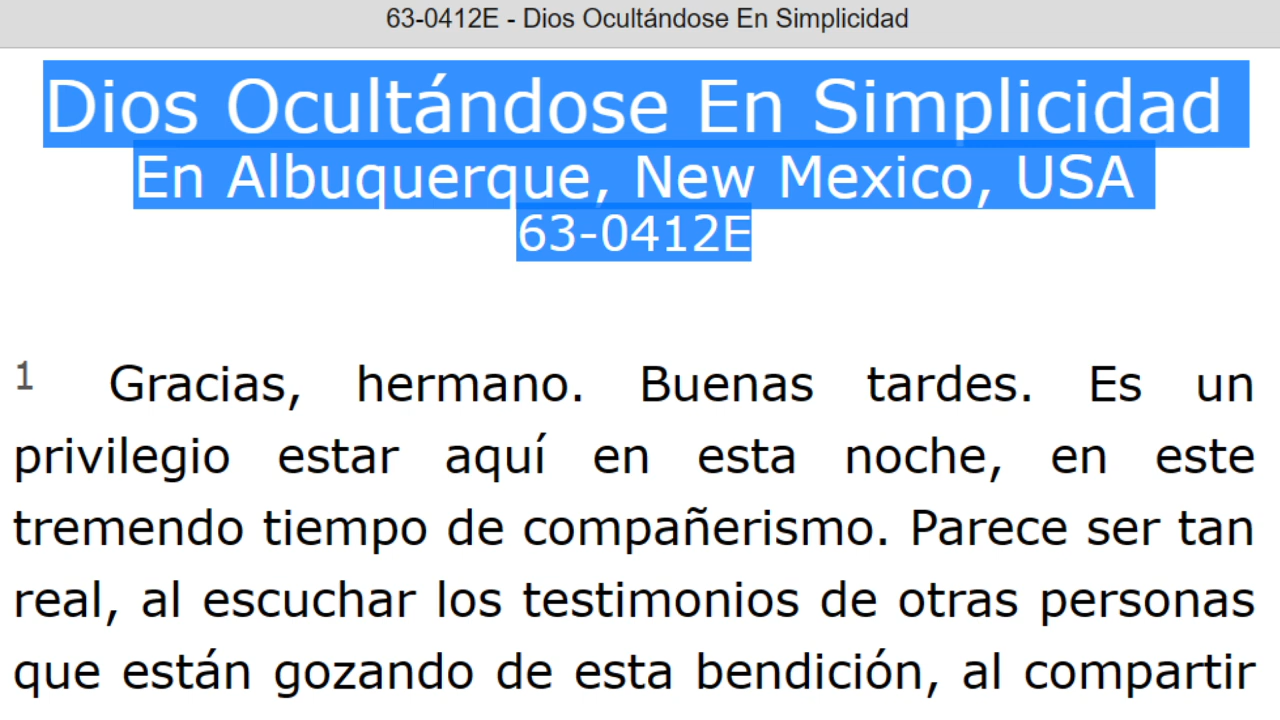 63-0412E - Dios Ocultándose En Simplicidad
Dios Ocultándose En Simplicidad
En Albuquerque, New Mexico, USA
63-0412E
1 Gracias, hermano. Buenas tardes. Es un
privilegio estar aquí en esta noche, en este
tremendo tiempo de compañerismo. Parece ser tan
real, al escuchar los testimonios de otras personas
que están gozando de esta bendición, al compartir